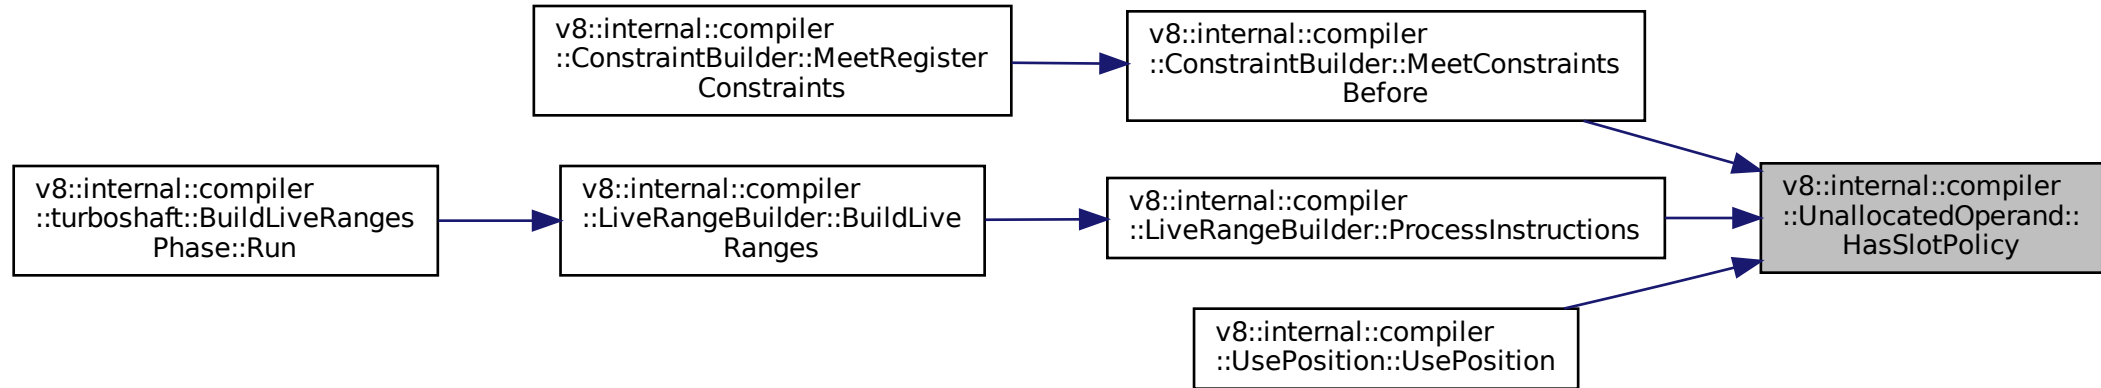 v8::internal::compiler
::ConstraintBuilder::MeetRegister
Constraints
v8::internal::compiler
::ConstraintBuilder::MeetConstraints
Before
v8::internal::compiler
::turboshaft::BuildLiveRanges
Phase::Run
v8::internal::compiler
::LiveRangeBuilder::BuildLive
Ranges
v8::internal::compiler
::LiveRangeBuilder::ProcessInstructions
v8::internal::compiler
::UnallocatedOperand::
HasSlotPolicy
v8::internal::compiler
::UsePosition::UsePosition